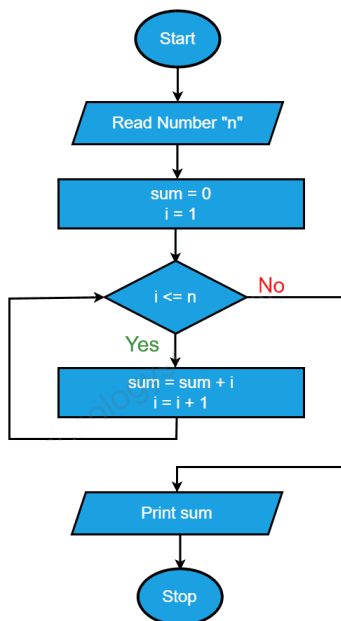 Start
Read Number "n"
sum = 0
i = 1
i <= n
No
Yes
sum = sum + i
i = i + 1
Print sum
Stop